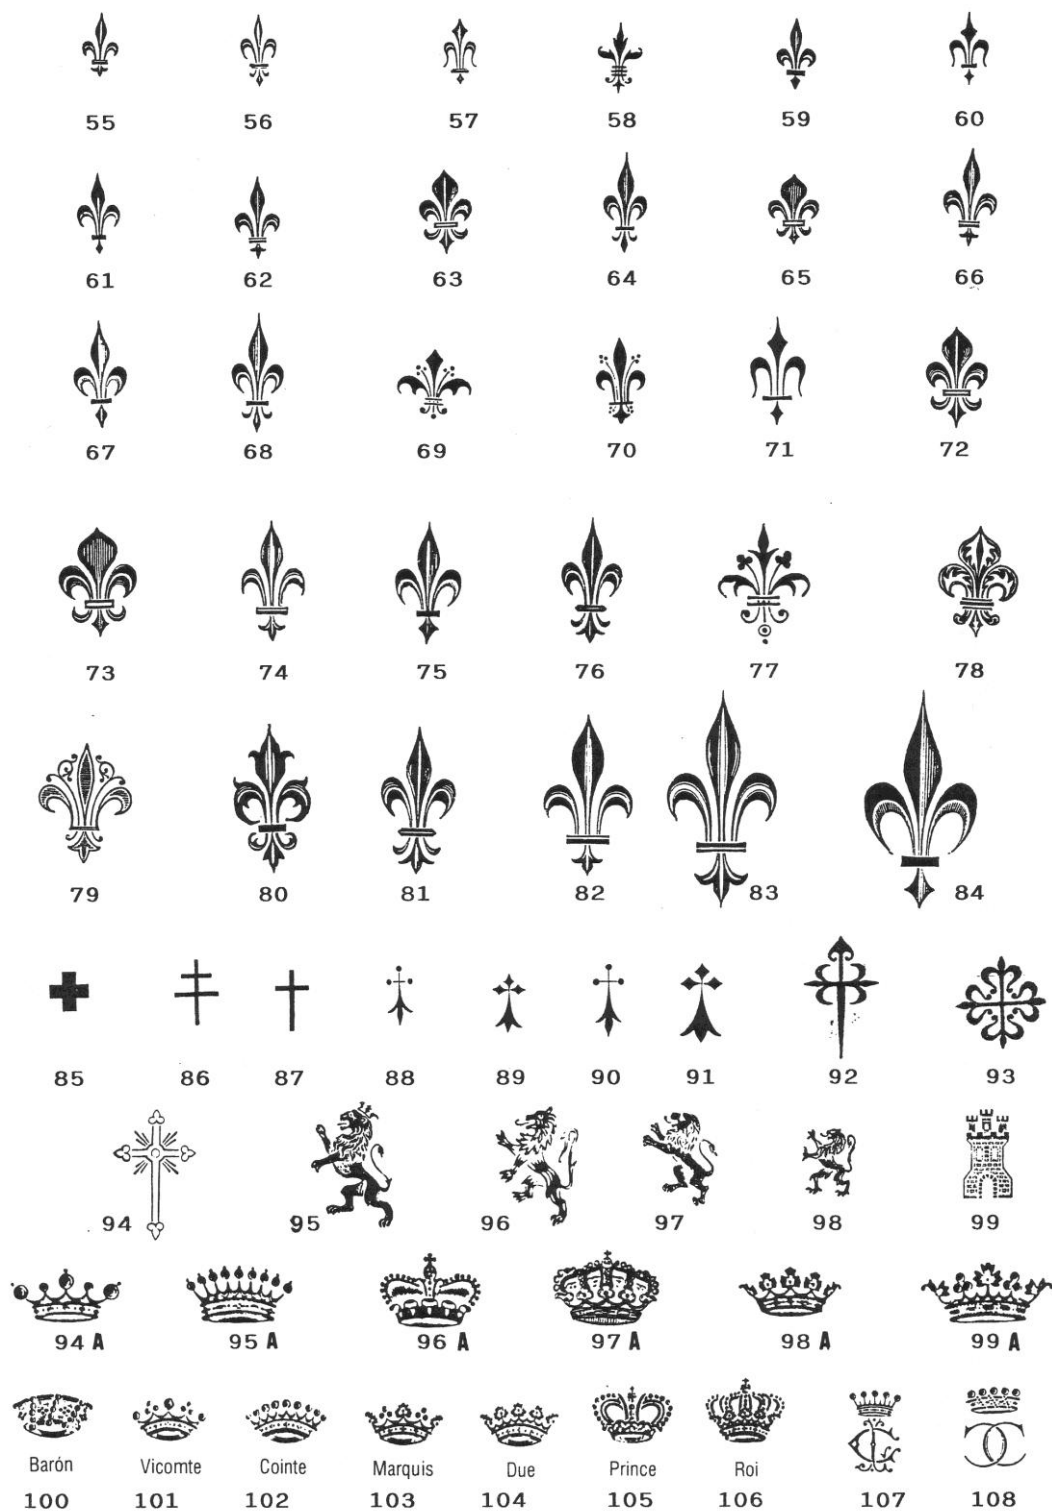 55 56 57 58 59 60
61 62 63 64 65 66
67 68 69 70 71 72
73 74 75 76 77 78
79 80 81 82 83 84
85 86 87 88 89 90 91 92 93
94 95 96 97 98 99
94 A 95 A 96 A 97 A 98 A 99 A
Barón Vicomte Cointe Marquis Due Prince Roi
100 101 102 103 104 105 106 107 108